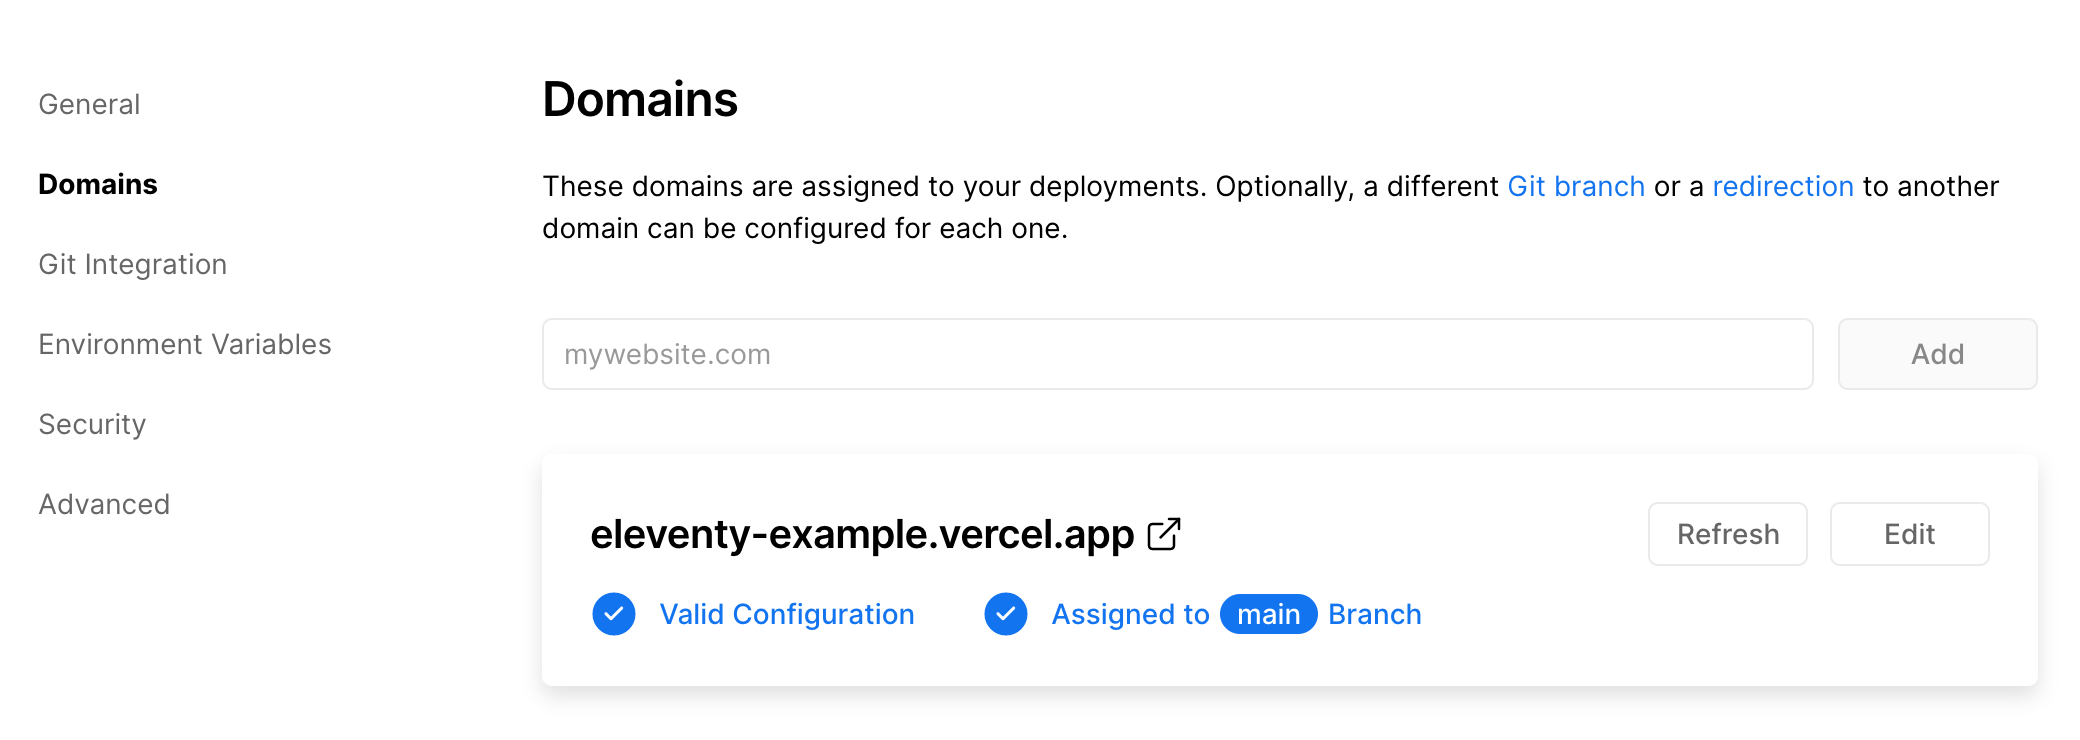 General
Domains
Git Integration
Environment Variables
Security
Advanced
Domains
These domains are assigned to your deployments. Optionally, a different Git branch or a redirection to another
domain can be configured for each one.
mywebsite.com
Add
eleventy-example.vercel.app
Refresh
Edit
Valid Configuration
Assigned to main Branch